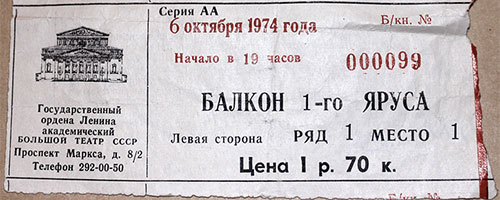 Серия АА
6 октября 1974 года
Б/кн. №
Начало в 19 часов
000099
БАЛКОН 1-го ЯРУСА
Левая сторона РЯД 1 МЕСТО 1
Цена 1 р. 70 к.
Государственный
ордена Ленина
академический
БОЛЬШОЙ ТЕАТР СССР
Проспект Маркса, д. 8/2
Телефон 292-00-50
Б/кн. №